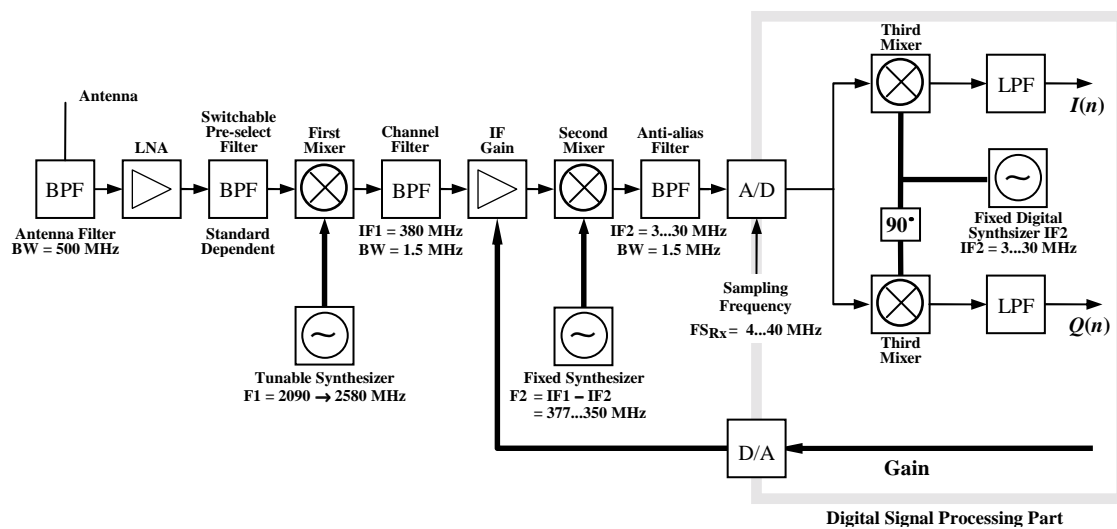 Third
Mixer
LPF
I(n)
Antenna
Switchable
Pre-select
Filter
LNA
First
Mixer
Channel
Filter
IF
Gain
Second
Mixer
Anti-alias
Filter
BPF
BPF
BPF
BPF
A/D
Antenna Filter
BW = 500 MHz
Standard
Dependent
IF1 = 380 MHz
BW = 1.5 MHz
IF2 = 3...30 MHz
BW = 1.5 MHz
~
Fixed Digital
Synthsizer IF2
IF2 = 3...30 MHz
90°
Sampling
Frequency
FSRx = 4...40 MHz
LPF
Q(n)
Third
Mixer
~
Tunable Synthesizer
F1 = 2090 → 2580 MHz
~
Fixed Synthesizer
F2 = IF1 – IF2
= 377...350 MHz
D/A
Gain
Digital Signal Processing Part